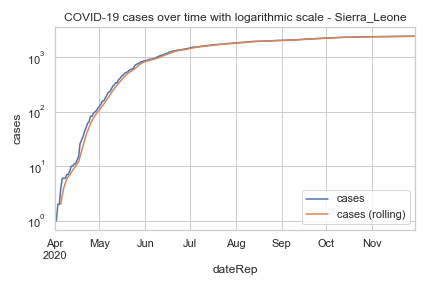 COVID-19 cases over time with logarithmic scale - Sierra_Leone
10³
10²
10¹
10⁰
cases
Apr May Jun Jul Aug Sep Oct Nov
2020
dateRep
cases
cases (rolling)